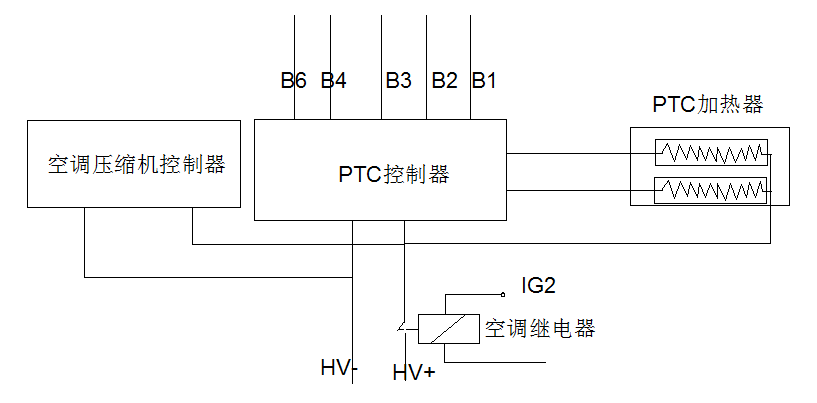 B6 B4 B3 B2 B1
PTC加热器
空调压缩机控制器
PTC控制器
IG2
空调继电器
HV-
HV+